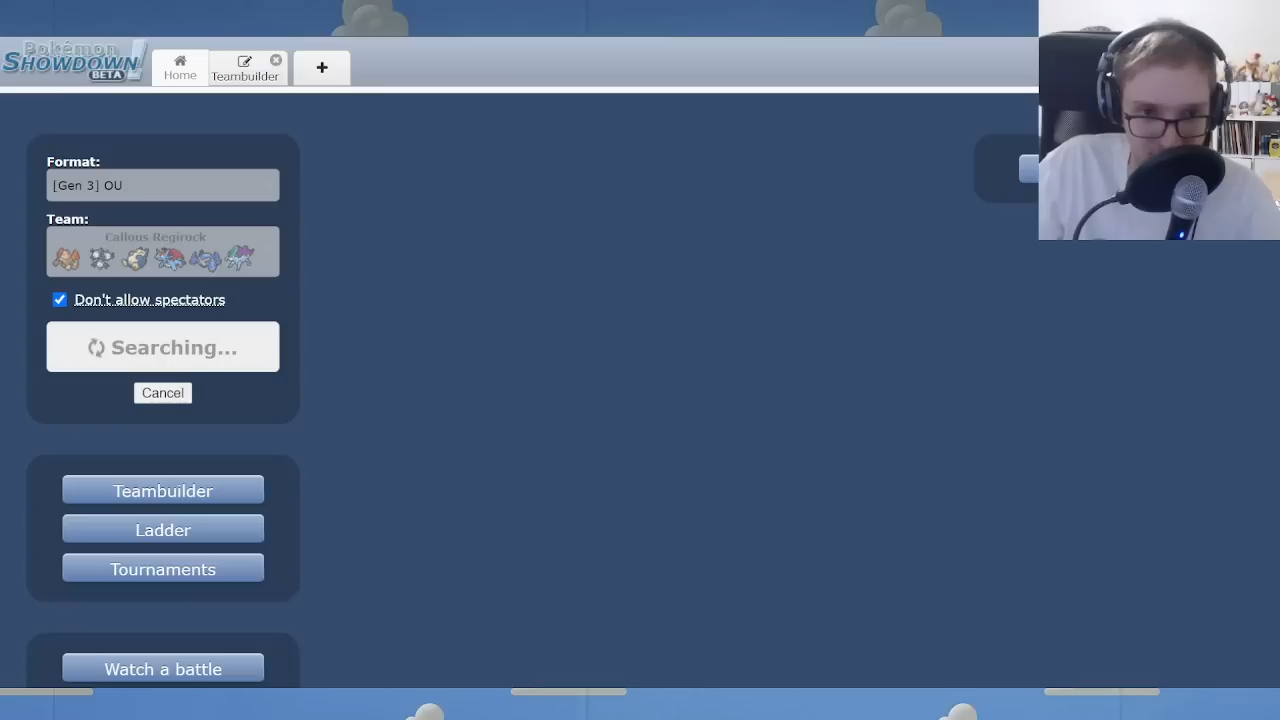 Pokémon
SHOWDOWN!
BETA
Home
Teambuilder
+
Format:
[Gen 3] OU
Team:
Callous Regirock
Don't allow spectators
Searching...
Cancel
Teambuilder
Ladder
Tournaments
Watch a battle